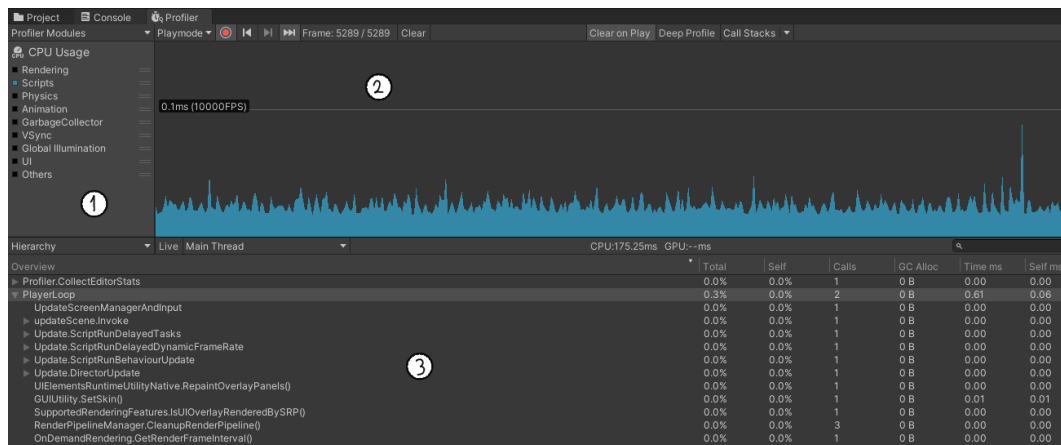 Project Console Profiler
Profiler Modules Playmode Frame: 5289 / 5289 Clear Clear on Play Deep Profile Call Stacks
CPU Usage
Rendering
Scripts
Physics
Animation
GarbageCollector
VSync
Global Illumination
UI
Others
1
2
0.1ms (10000FPS)
Hierarchy Live Main Thread CPU:175.25ms GPU:--ms
Overview Total Self Calls GC Alloc Time ms Self ms
Profiler.CollectEditorStats 0.0% 0.0% 1 0 B 0.00 0.00
PlayerLoop 0.3% 0.0% 2 0 B 0.61 0.06
UpdateScreenManagerAndInput 0.0% 0.0% 1 0 B 0.00 0.00
updateScene.Invoke 0.0% 0.0% 1 0 B 0.00 0.00
Update.ScriptRunDelayedTasks 0.0% 0.0% 1 0 B 0.00 0.00
Update.ScriptRunDelayedDynamicFrameRate 0.0% 0.0% 1 0 B 0.00 0.00
Update.ScriptRunBehaviourUpdate 0.0% 0.0% 1 0 B 0.00 0.00
3
Update.DirectorUpdate 0.0% 0.0% 1 0 B 0.00 0.00
UIElementsRuntimeUtilityNative.RepaintOverlayPanels() 0.0% 0.0% 1 0 B 0.00 0.00
GUIUtility.SetSkin() 0.0% 0.0% 1 0 B 0.01 0.01
SupportedRenderingFeatures.IsUIOverlayRenderedBySRP() 0.0% 0.0% 1 0 B 0.00 0.00
RenderPipelineManager.CleanupRenderPipeline() 0.0% 0.0% 3 0 B 0.00 0.00
OnDemandRendering.GetRenderFrameInterval() 0.0% 0.0% 1 0 B 0.00 0.00